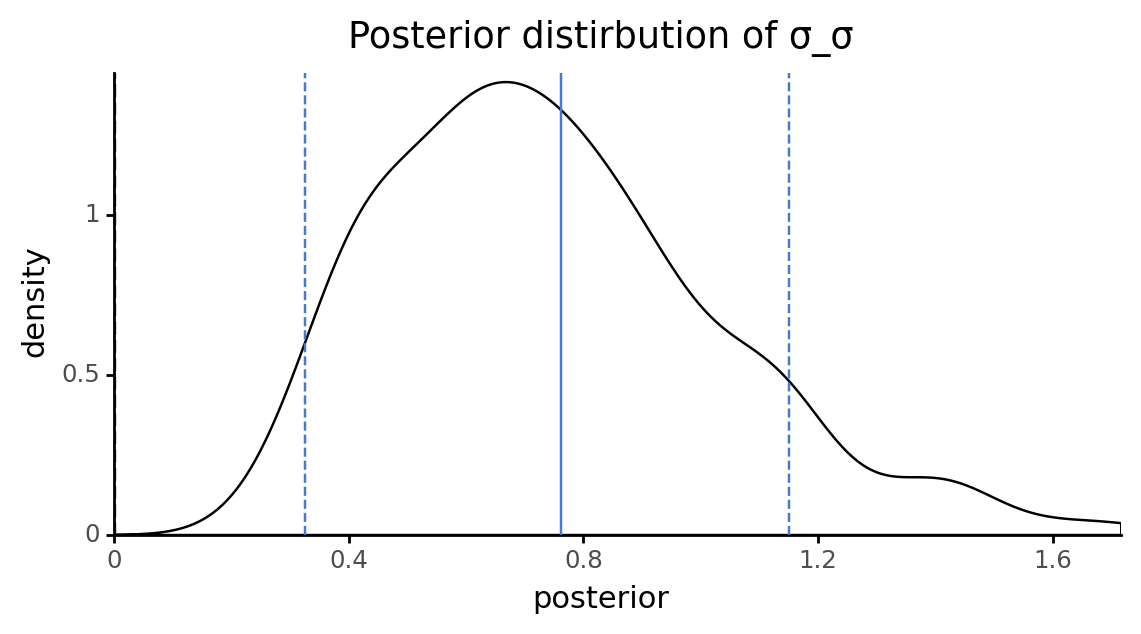 Posterior distirbution of σ_σ
density
1
0.5
0
0
0.4
0.8
1.2
1.6
posterior